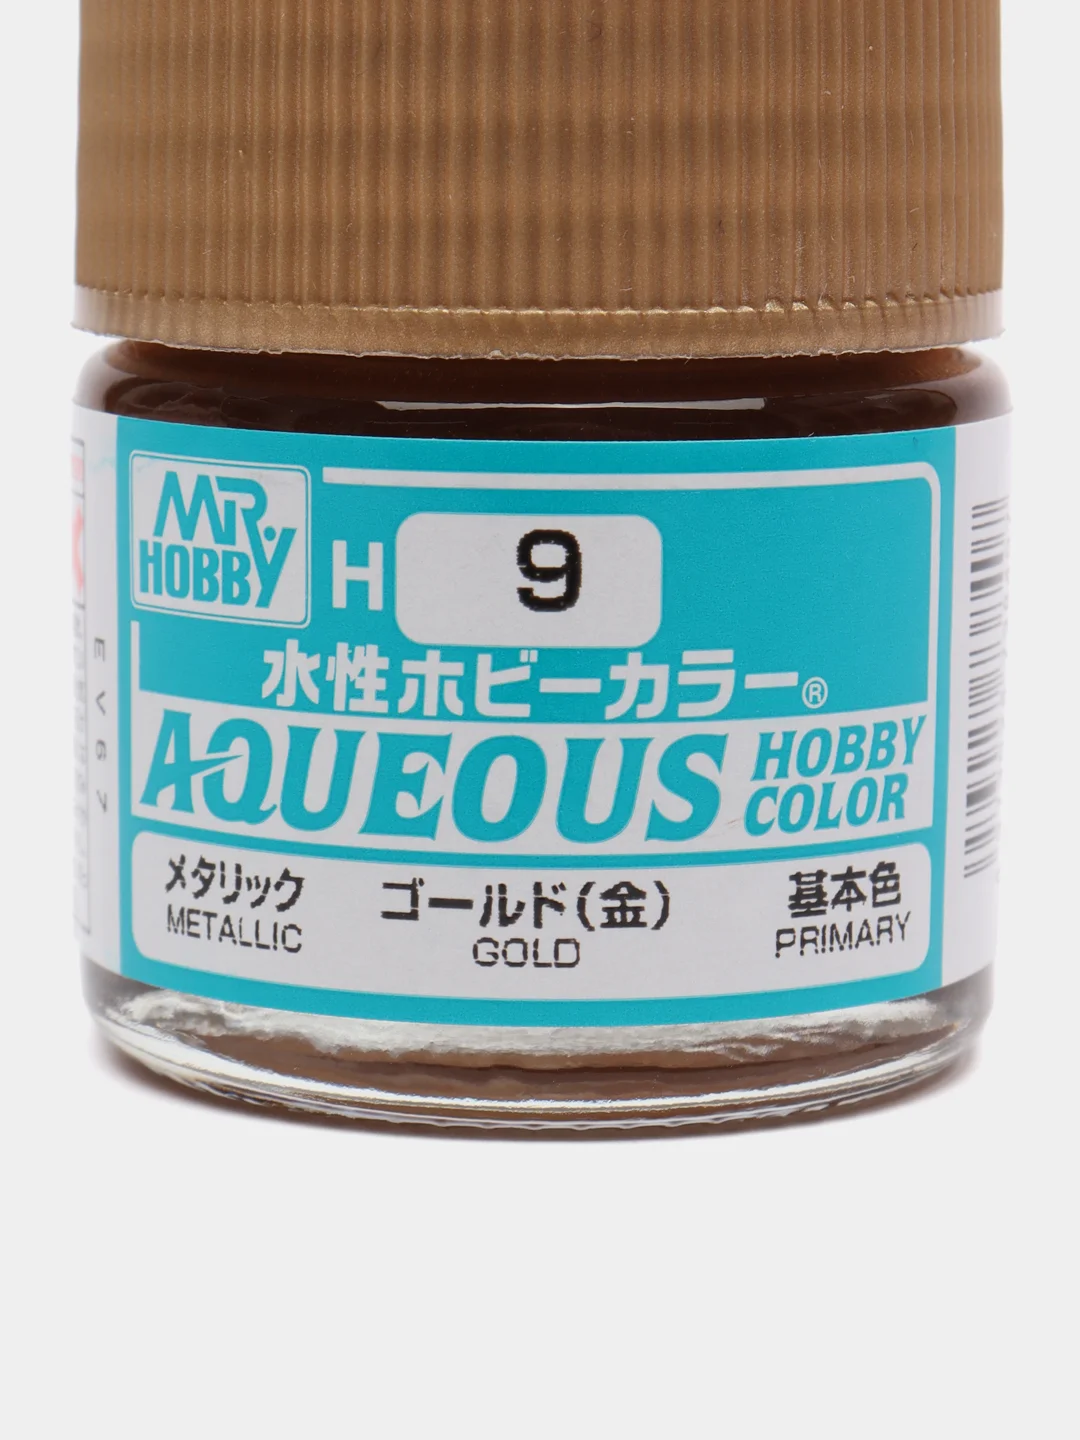 MR.
HOBBY
H 9
水性ホビーカラー®
AQUEOUS HOBBY
COLOR
メタリック ゴールド(金) 基本色
METALLIC GOLD PRIMARY
EV67